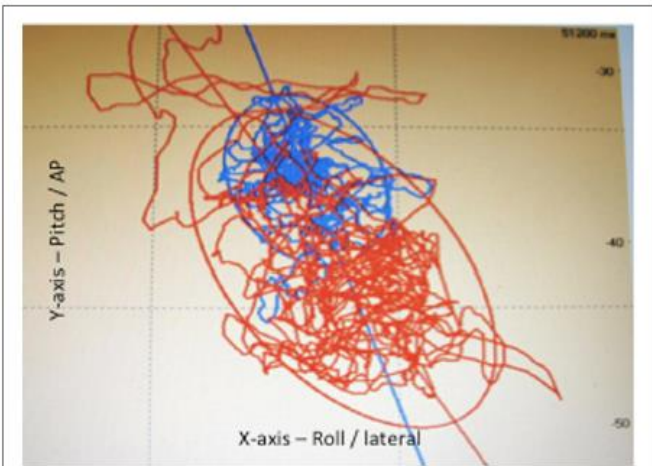 51200 ms
-30
Y-axis – Pitch / AP
-40
X-axis – Roll / lateral
-50